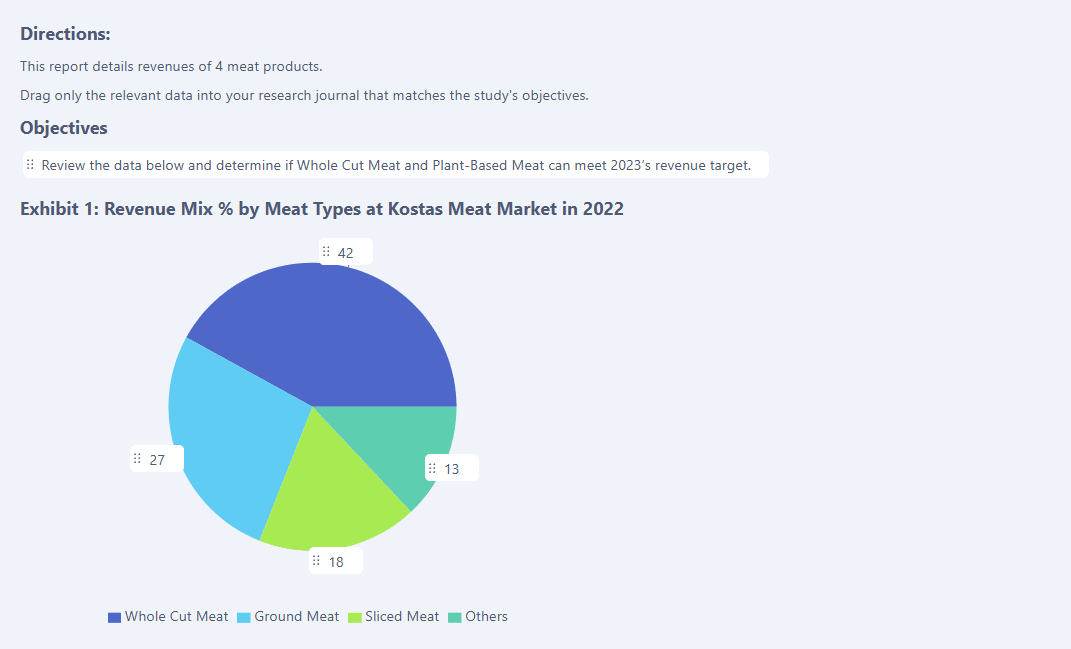 Directions:
This report details revenues of 4 meat products.
Drag only the relevant data into your research journal that matches the study's objectives.
Objectives
Review the data below and determine if Whole Cut Meat and Plant-Based Meat can meet 2023's revenue target.
Exhibit 1: Revenue Mix % by Meat Types at Kostas Meat Market in 2022
42
27
13
18
Whole Cut Meat Ground Meat Sliced Meat Others